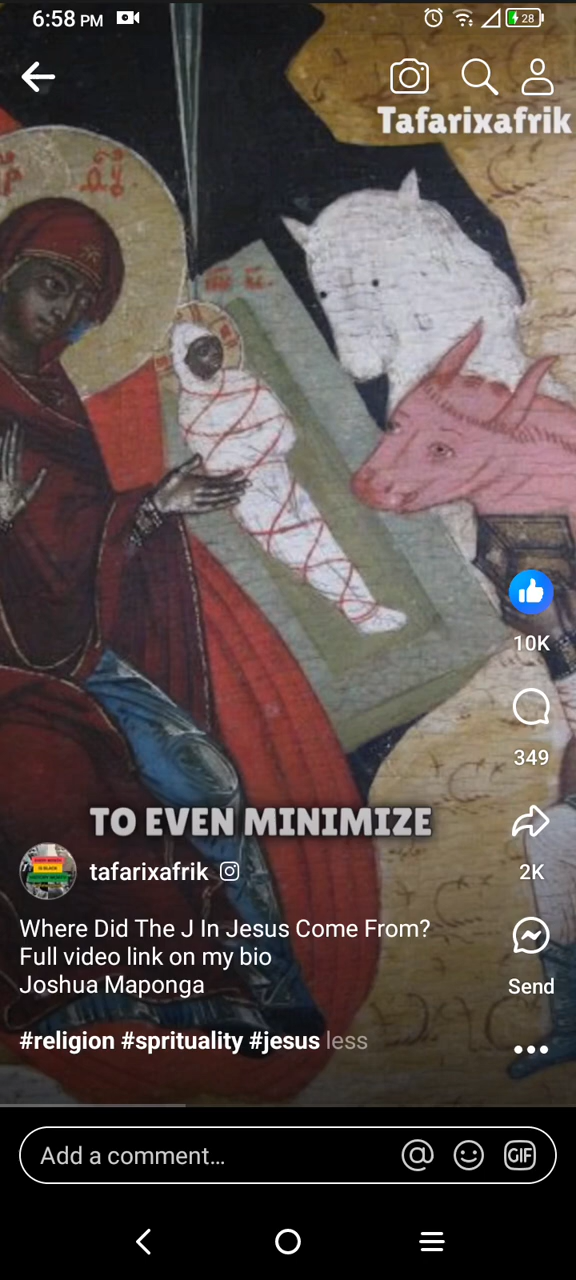 6:58 PM
28
Tafarixafrik
TO EVEN MINIMIZE
tafarixafrik
Where Did The J In Jesus Come From?
Full video link on my bio
Joshua Maponga
#religion #sprituality #jesus less
10K
349
2K
Send
Add a comment...
GIF